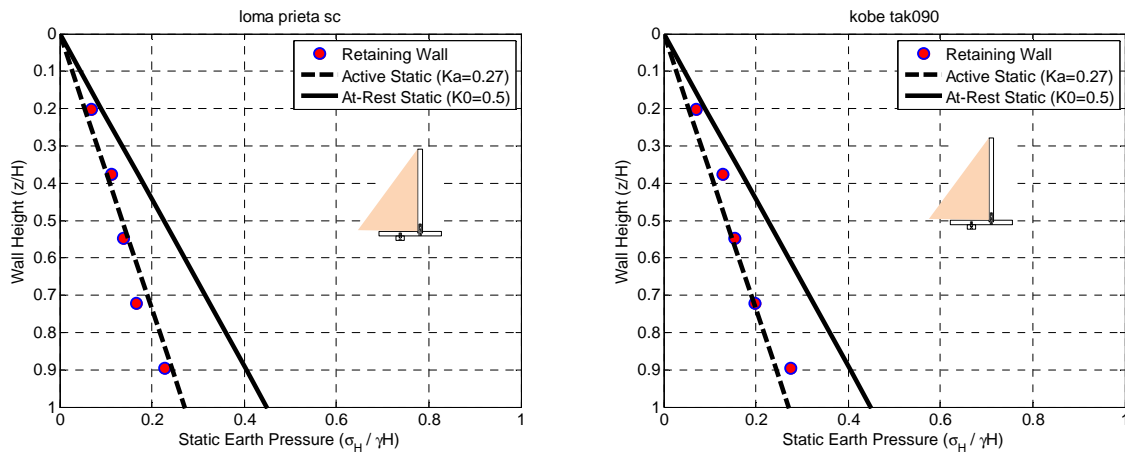 loma prieta sc
0
0.1
0.2
0.3
0.4
0.5
0.6
0.7
0.8
0.9
1
Wall Height (z/H)
Retaining Wall
Active Static (Ka=0.27)
At-Rest Static (K0=0.5)
0 0.2 0.4 0.6 0.8 1
Static Earth Pressure (σH / γH)
kobe tak090
0
0.1
0.2
0.3
0.4
0.5
0.6
0.7
0.8
0.9
1
Wall Height (z/H)
Retaining Wall
Active Static (Ka=0.27)
At-Rest Static (K0=0.5)
0 0.2 0.4 0.6 0.8 1
Static Earth Pressure (σH / γH)